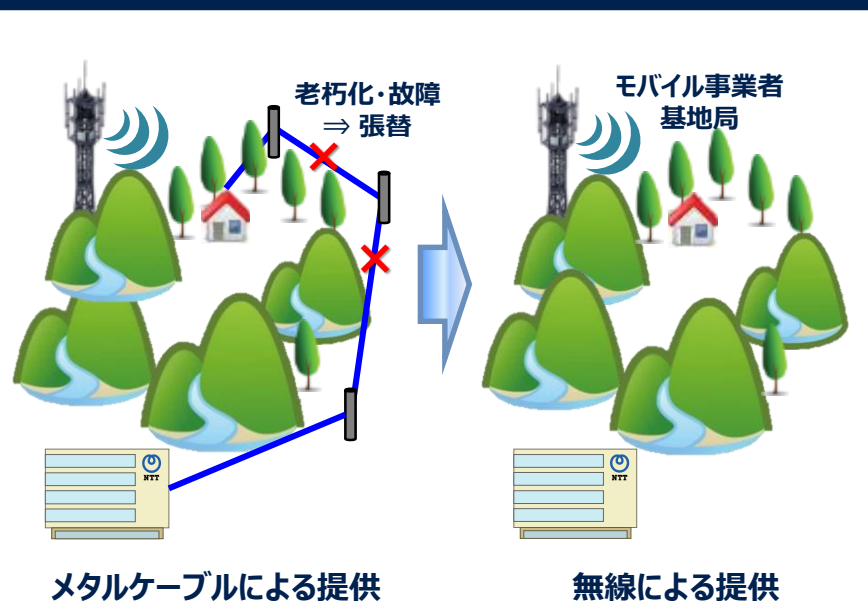 老朽化・故障
⇒ 張替
モバイル事業者
基地局
NTT
NTT
メタルケーブルによる提供
無線による提供